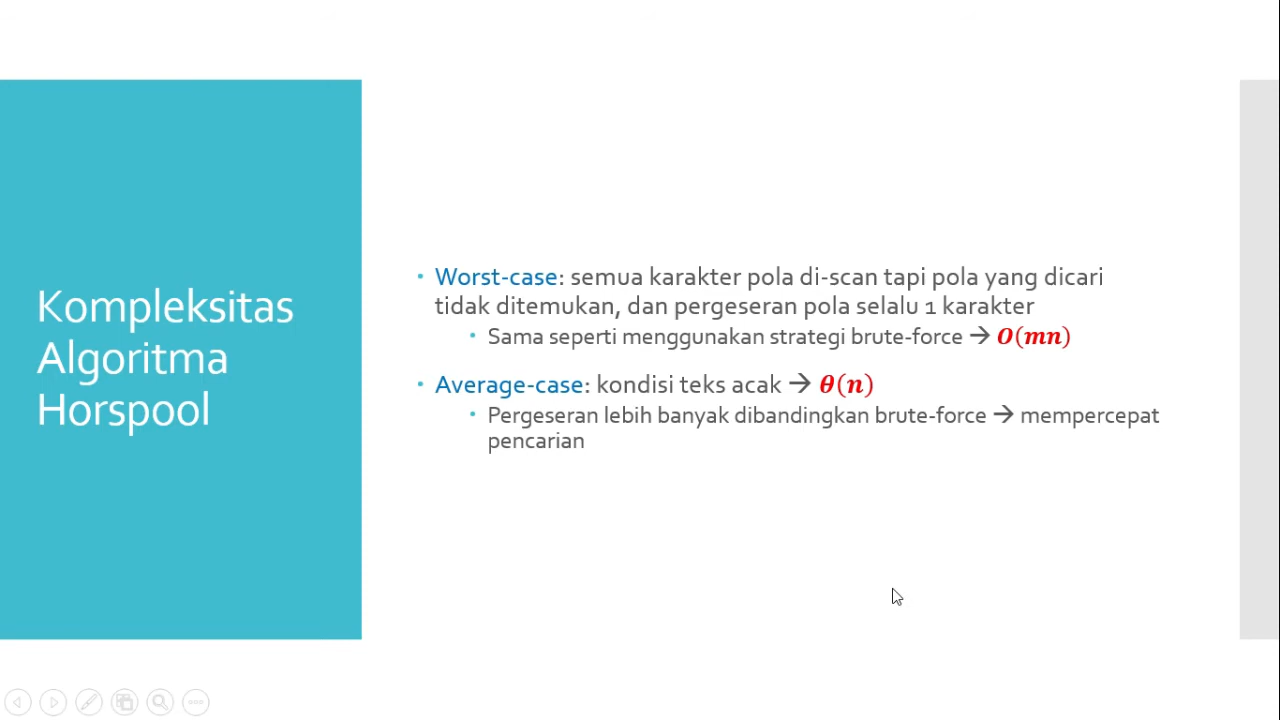 Kompleksitas
Algoritma
Horspool
• Worst-case: semua karakter pola di-scan tapi pola yang dicari
tidak ditemukan, dan pergeseran pola selalu 1 karakter
• Sama seperti menggunakan strategi brute-force → O(mn)
• Average-case: kondisi teks acak → θ(n)
• Pergeseran lebih banyak dibandingkan brute-force → mempercepat
pencarian